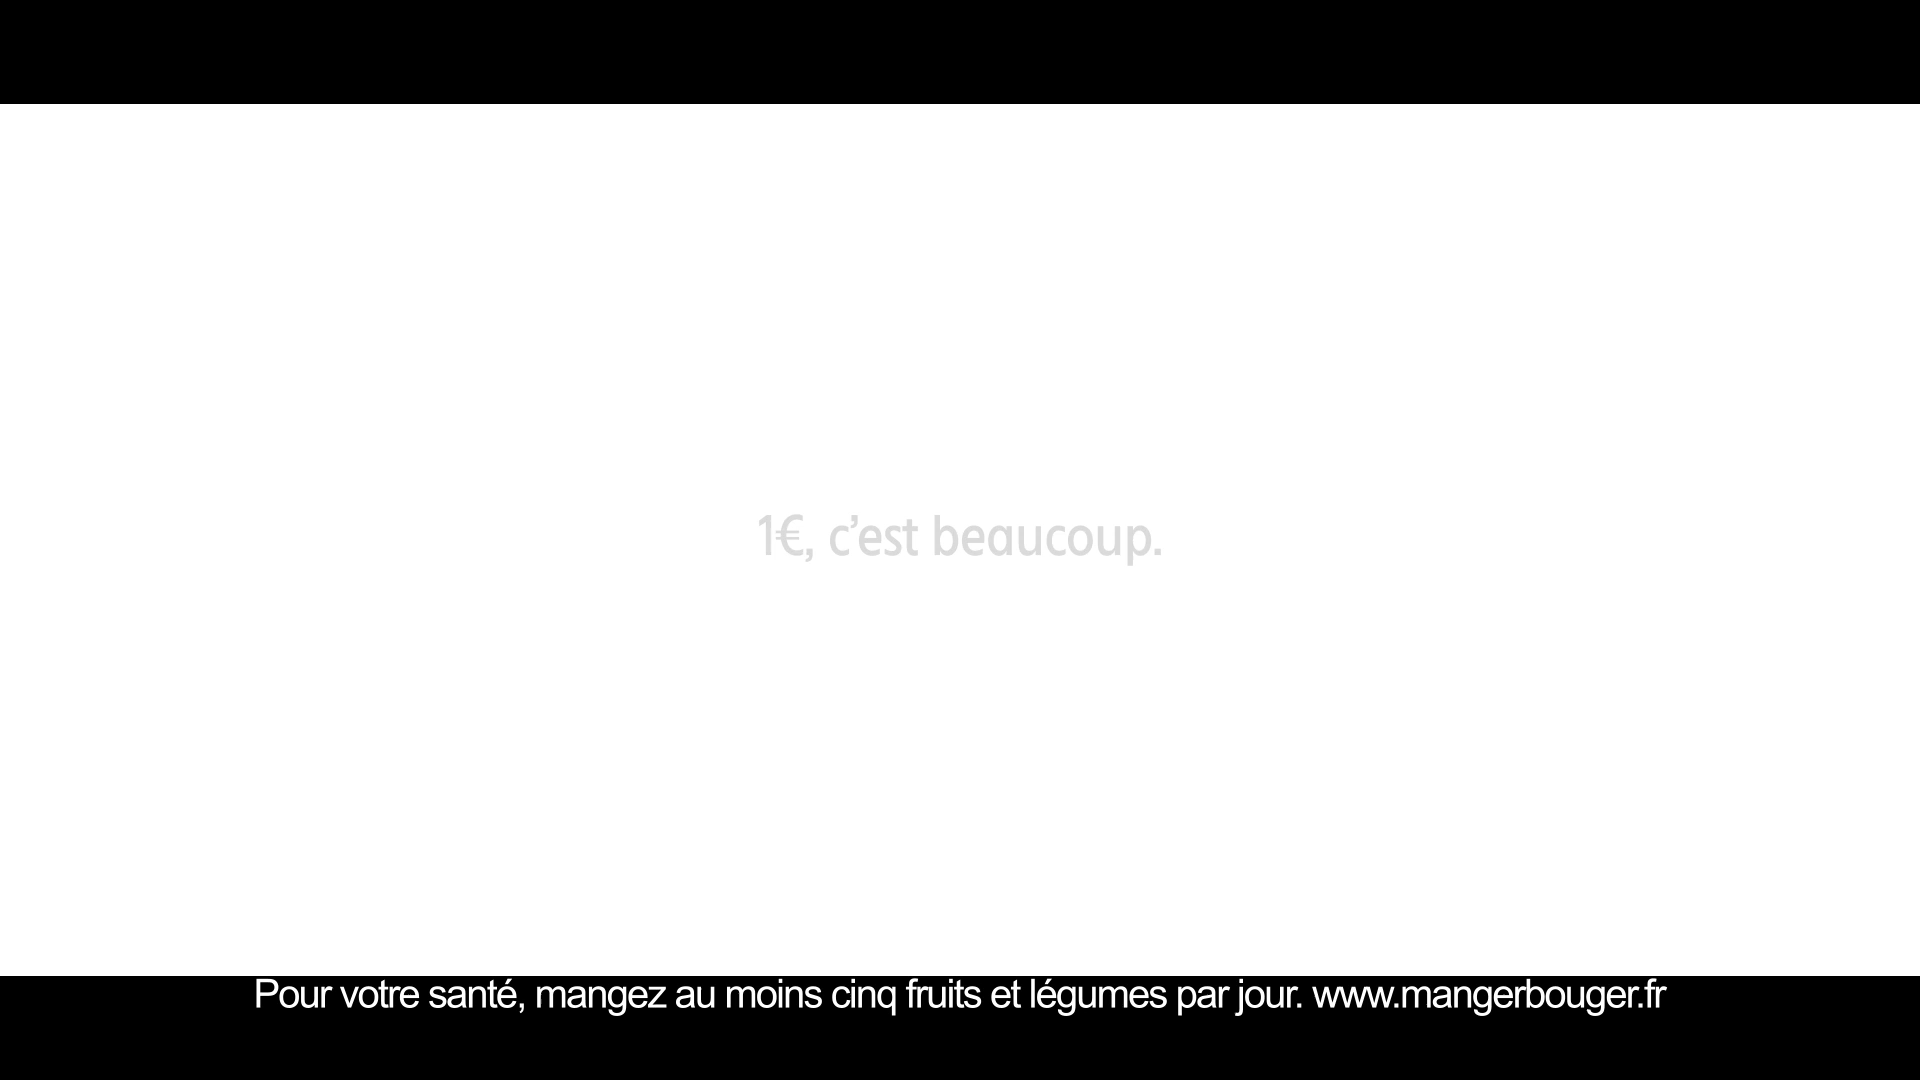 1€, c’est beaucoup.
Pour votre santé, mangez au moins cinq fruits et légumes par jour. www.mangerbouger.fr